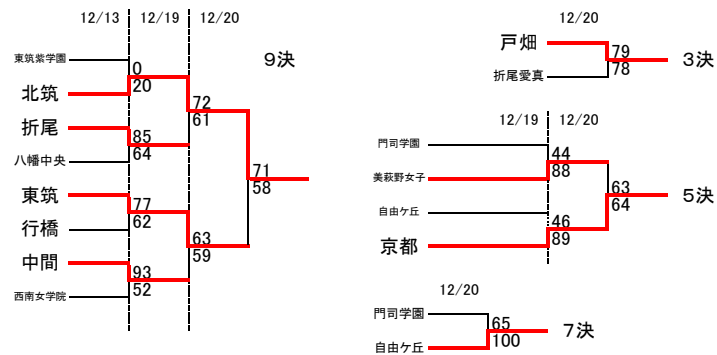 12/13 12/19 12/20
9決
東筑紫学園
0
20
北筑
72
61
折尾
85
64
八幡中央
71
58
東筑
77
62
行橋
63
59
中間
93
52
西南女学院
12/20
戸畑
79
78
3決
折尾愛真
12/19 12/20
門司学園
44
88
美萩野女子
63
64
5決
自由ケ丘
46
89
京都
12/20
門司学園
65
100
7決
自由ケ丘